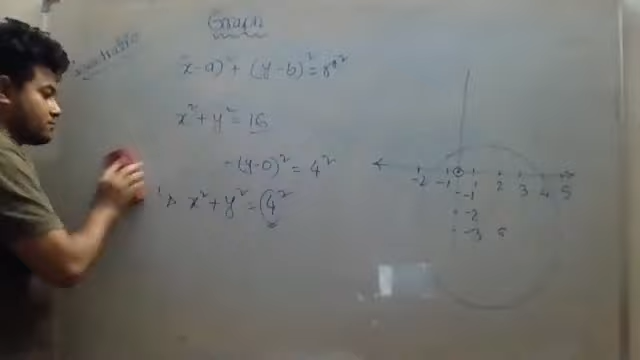 Graph
x-a)² + (y-b)² = r²
x² + y² = 16
-(y-0)² = 4²
x² + y² = (4²
-2 -1 1 2 3 4 5
-1
-2
-3